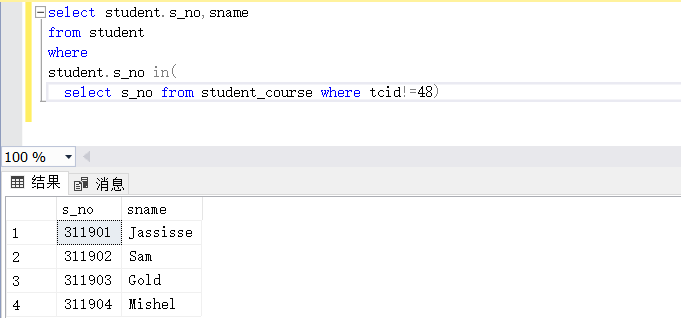 select student.s_no,sname
from student
where
student.s_no in(
select s_no from student_course where tcid!=48)
100 %
结果 消息
s_no sname
1 311901 Jassisse
2 311902 Sam
3 311903 Gold
4 311904 Mishel